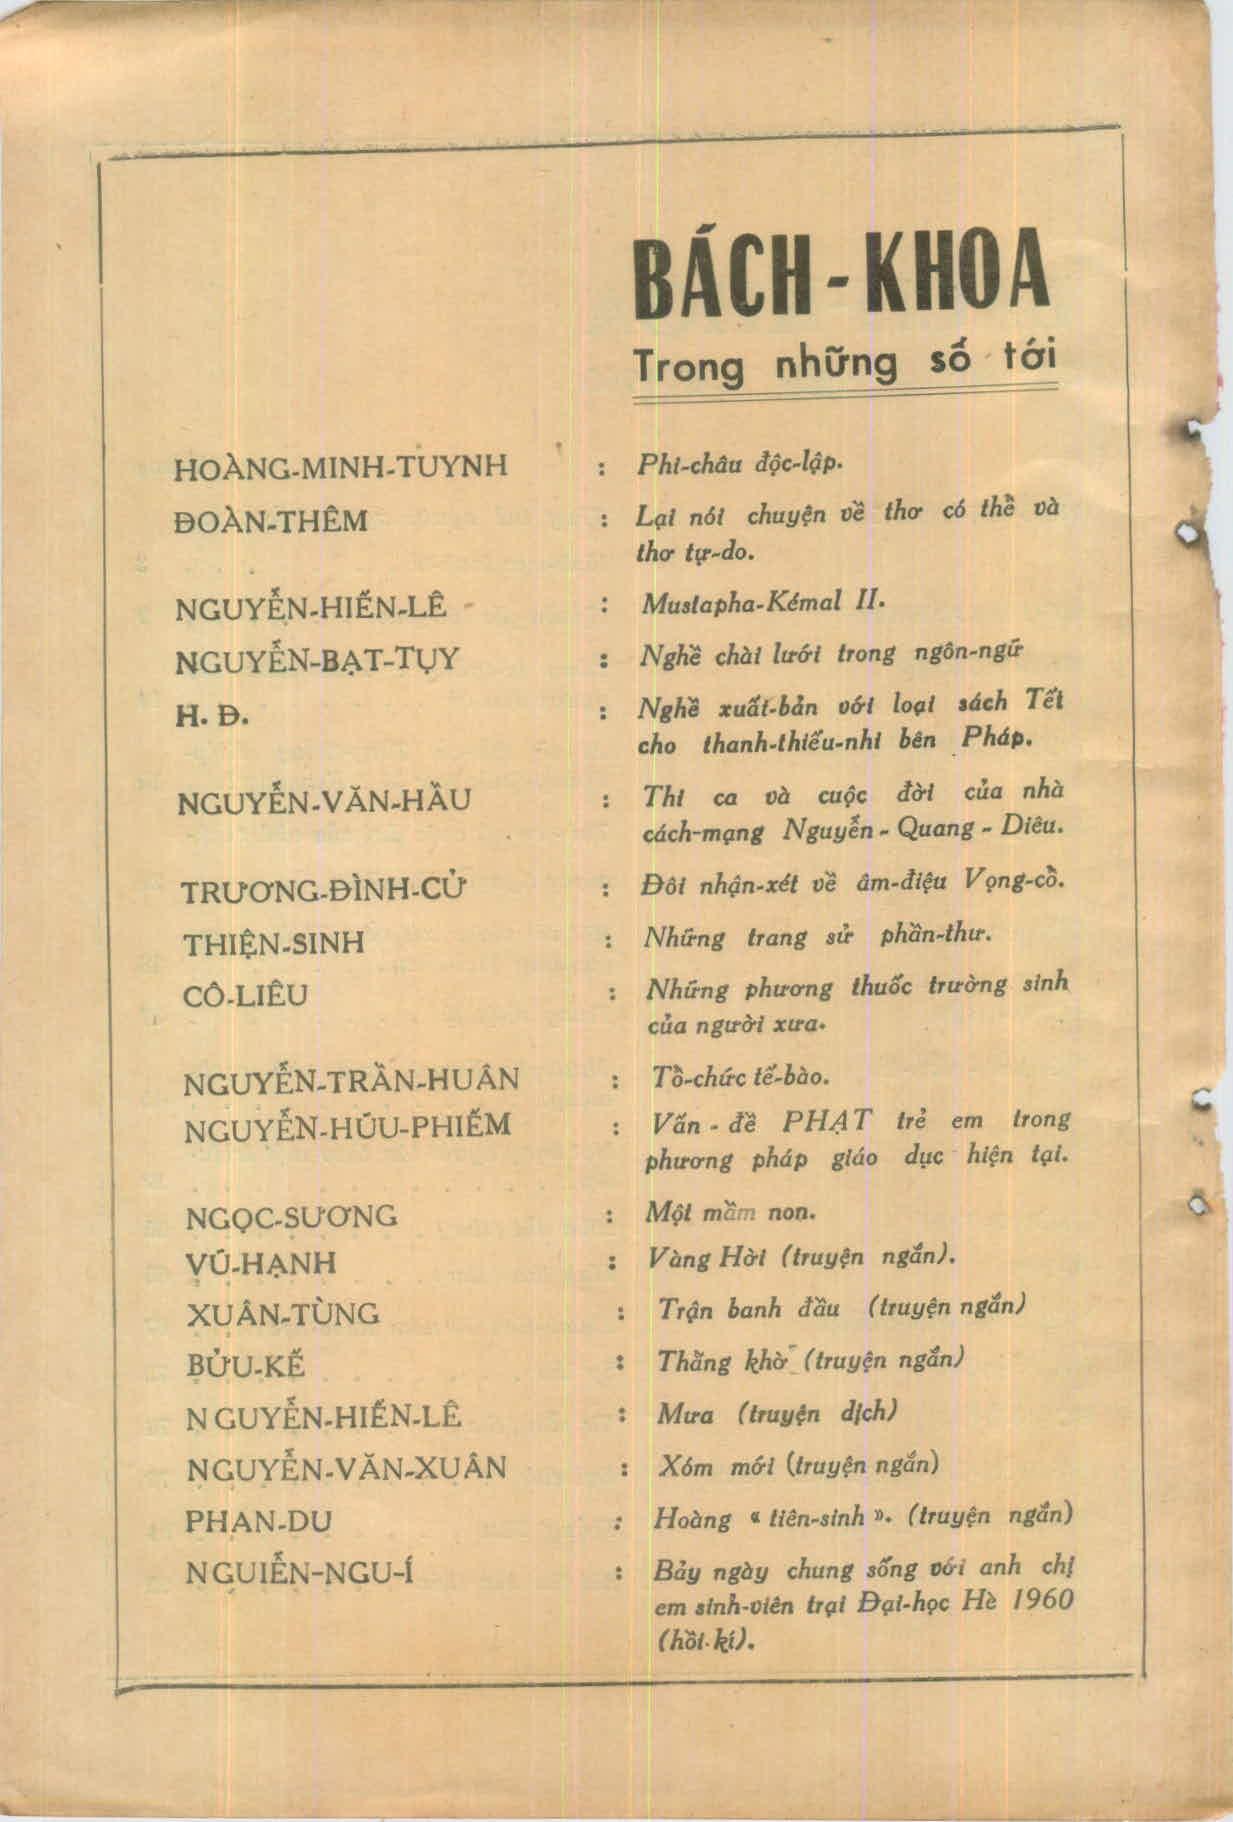 BÁCH-KHOA
Trong những số tới
HOÀNG-MINH-TUYNH : Phi-châu độc-lập.
ĐOÀN-THÊM : Lại nói chuyện về thơ có thể và
thơ tự-do.
NGUYỄN-HIẾN-LÊ : Mustapha-Kémal II.
NGUYỄN-BẠT-TỤY : Nghề chài lưới trong ngôn-ngữ
H. Đ. : Nghề xuất-bản với loại sách Tết
cho thanh-thiếu-nhi bên Pháp.
NGUYỄN-VĂN-HẦU : Thi ca và cuộc đời của nhà
cách-mạng Nguyễn - Quang - Diêu.
TRƯƠNG-ĐÌNH-CỬ : Đôi nhận-xét về âm-điệu Vọng-cổ.
THIỆN-SINH : Những trang sử phần-thư.
CÔ-LIÊU : Những phương thuốc trường sinh
của người xưa.
NGUYỄN-TRẦN-HUÂN : Tổ-chức tế-bào.
NGUYỄN-HỮU-PHIẾM : Vấn - đề PHẠT trẻ em trong
phương pháp giáo dục hiện tại.
NGỌC-SƯƠNG : Một mầm non.
VŨ-HẠNH : Vàng Hời (truyện ngắn).
XUÂN-TÙNG : Trận banh đầu (truyện ngắn)
BỬU-KẾ : Thằng khờ (truyện ngắn)
NGUYỄN-HIẾN-LÊ : Mưa (truyện dịch)
NGUYỄN-VĂN-XUÂN : Xóm mới (truyện ngắn)
PHAN-DU : Hoàng « tiên-sinh ». (truyện ngắn)
NGUIỄN-NGU-Í : Bảy ngày chung sống với anh chị
em sinh-viên trại Đại-học Hè 1960
(hồi-kí).